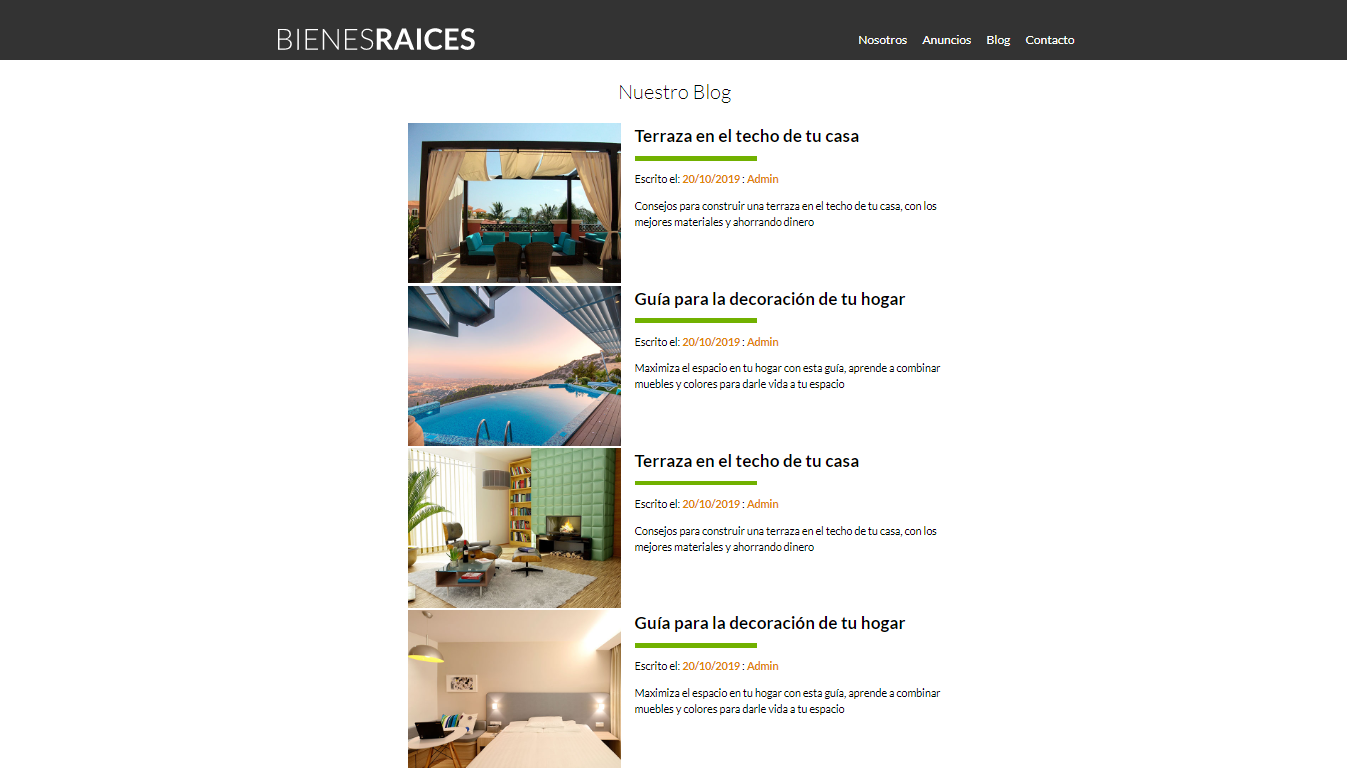 BIENESRAICES
Nosotros Anuncios Blog Contacto
Nuestro Blog
Terraza en el techo de tu casa
Escrito el: 20/10/2019 : Admin
Consejos para construir una terraza en el techo de tu casa, con los
mejores materiales y ahorrando dinero
Guía para la decoración de tu hogar
Escrito el: 20/10/2019 : Admin
Maximiza el espacio en tu hogar con esta guía, aprende a combinar
muebles y colores para darle vida a tu espacio
Terraza en el techo de tu casa
Escrito el: 20/10/2019 : Admin
Consejos para construir una terraza en el techo de tu casa, con los
mejores materiales y ahorrando dinero
Guía para la decoración de tu hogar
Escrito el: 20/10/2019 : Admin
Maximiza el espacio en tu hogar con esta guía, aprende a combinar
muebles y colores para darle vida a tu espacio